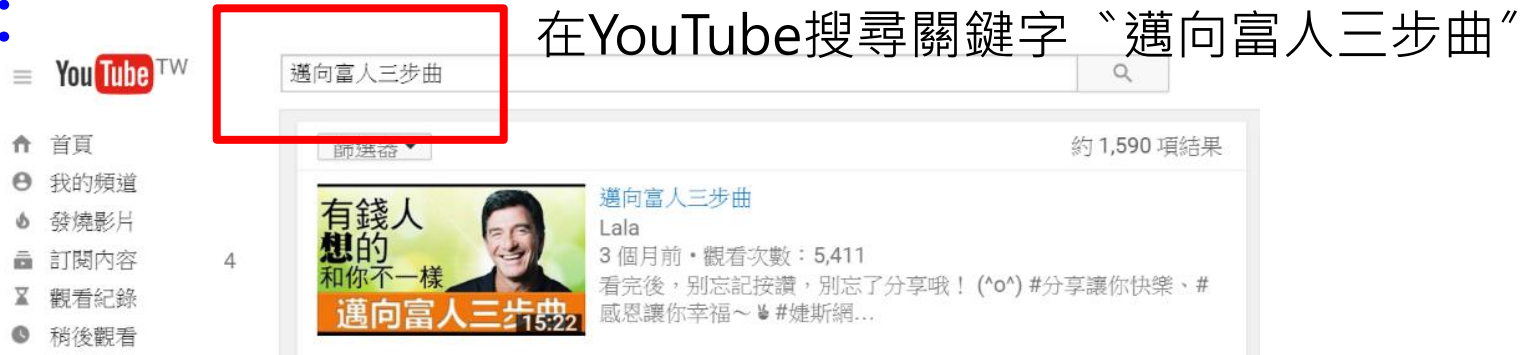 在YouTube搜尋關鍵字〝邁向富人三步曲〞
YouTube TW
邁向富人三步曲
首頁
我的頻道
發燒影片
訂閱內容 4
觀看紀錄
稍後觀看
篩選器
約 1,590 項結果
有錢人
想的
和你不一樣
邁向富人三步曲
15:22
邁向富人三步曲
Lala
3 個月前 • 觀看次數：5,411
看完後，別忘記按讚，別忘了分享哦！ (^o^) #分享讓你快樂、#
感恩讓你幸福～✌#婕斯網...